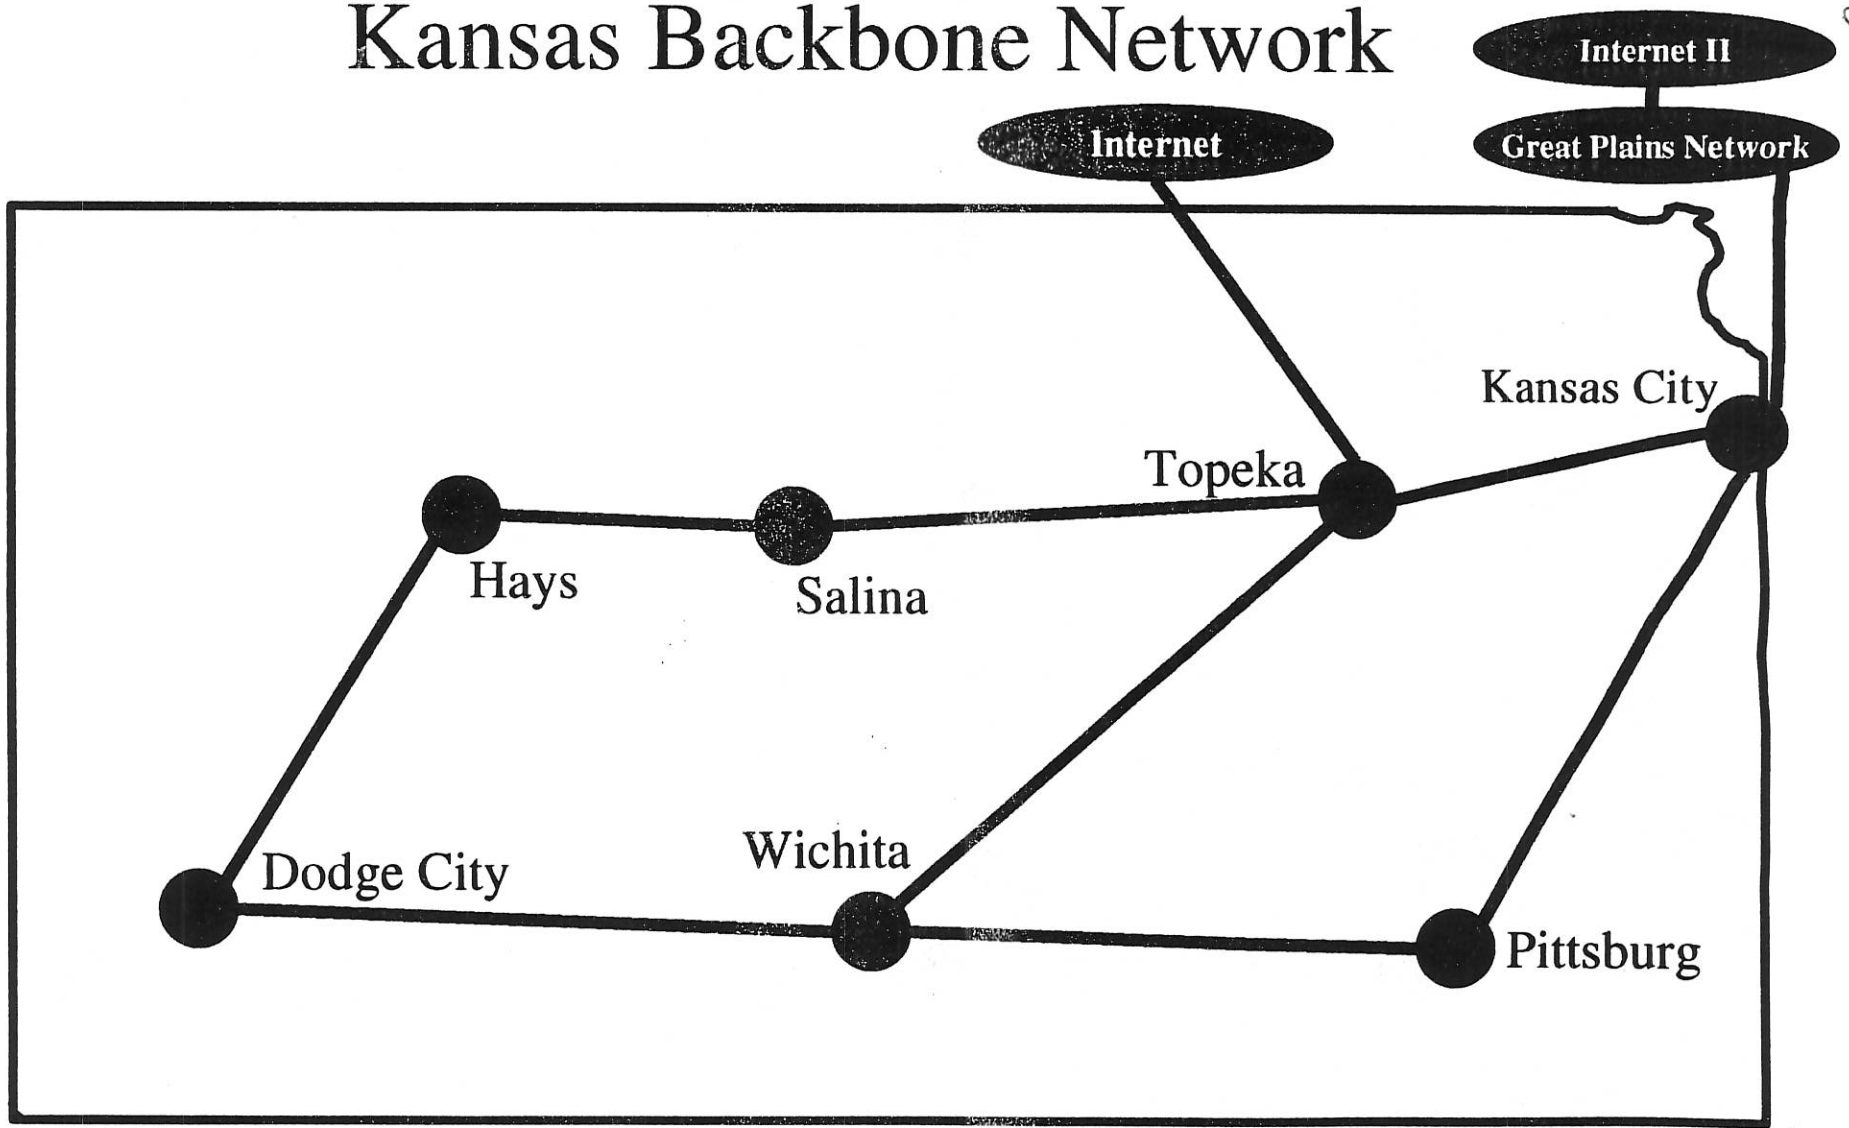 Kansas Backbone Network
Internet II
Internet
Great Plains Network
Kansas City
Topeka
Hays
Salina
Wichita
Dodge City
Pittsburg